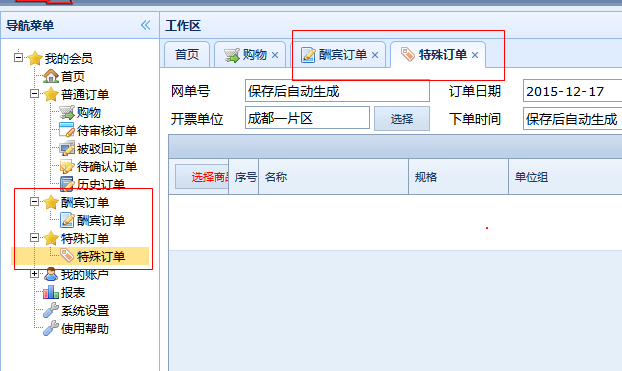 导航菜单
我的会员
首页
普通订单
购物
待审核订单
被驳回订单
待确认订单
历史订单
酬宾订单
酬宾订单
特殊订单
特殊订单
我的账户
报表
系统设置
使用帮助
工作区
首页 购物 酬宾订单 特殊订单
网单号 保存后自动生成 订单日期 2015-12-17
开票单位 成都一片区 选择 下单时间 保存后自动生成
选择商品 序号 名称 规格 单位组